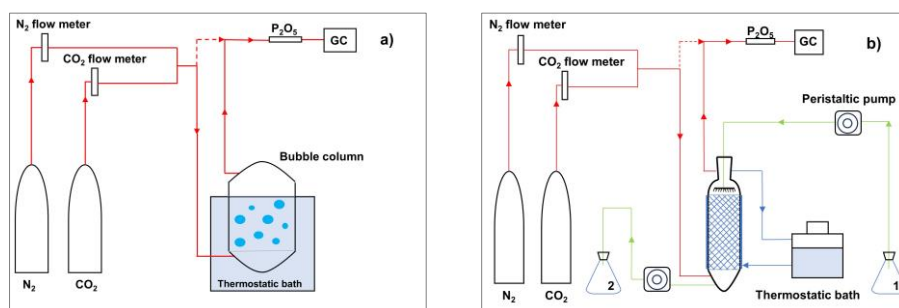 N₂ flow meter
P₂O₅
GC
a)
CO₂ flow meter
Bubble column
Thermostatic bath
N₂
CO₂
N₂ flow meter
P₂O₅
GC
b)
CO₂ flow meter
Peristaltic pump
2
1
Thermostatic bath
N₂
CO₂